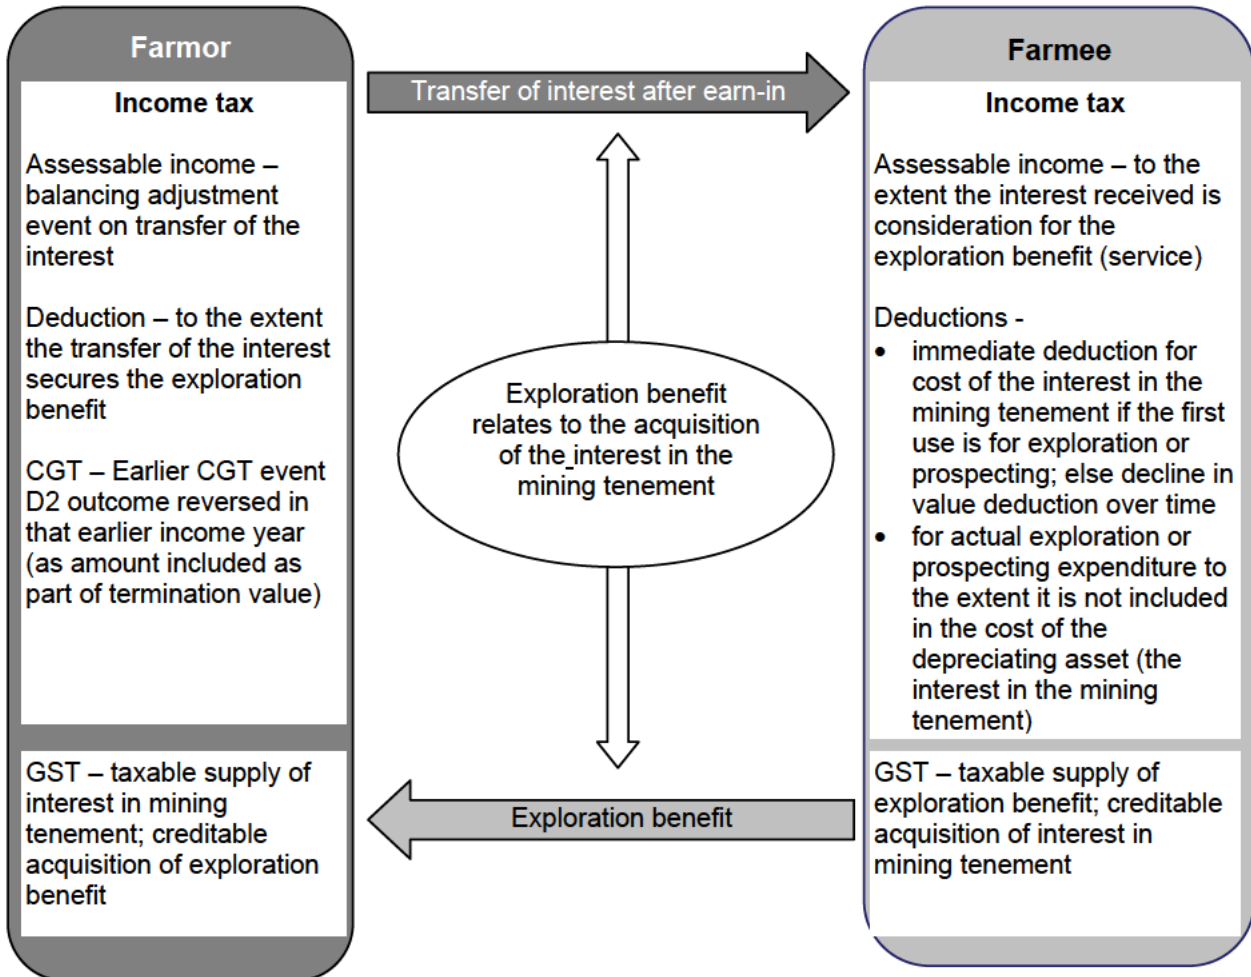 Farmor
Income tax
Assessable income –
balancing adjustment
event on transfer of the
interest
Deduction – to the extent
the transfer of the interest
secures the exploration
benefit
CGT – Earlier CGT event
D2 outcome reversed in
that earlier income year
(as amount included as
part of termination value)
GST – taxable supply of
interest in mining
tenement; creditable
acquisition of exploration
benefit
Transfer of interest after earn-in
Exploration benefit
relates to the acquisition
of the interest in the
mining tenement
Exploration benefit
Farmee
Income tax
Assessable income – to the
extent the interest received is
consideration for the
exploration benefit (service)
Deductions -
• immediate deduction for
cost of the interest in the
mining tenement if the first
use is for exploration or
prospecting; else decline in
value deduction over time
• for actual exploration or
prospecting expenditure to
the extent it is not included
in the cost of the
depreciating asset (the
interest in the mining
tenement)
GST – taxable supply of
exploration benefit; creditable
acquisition of interest in
mining tenement